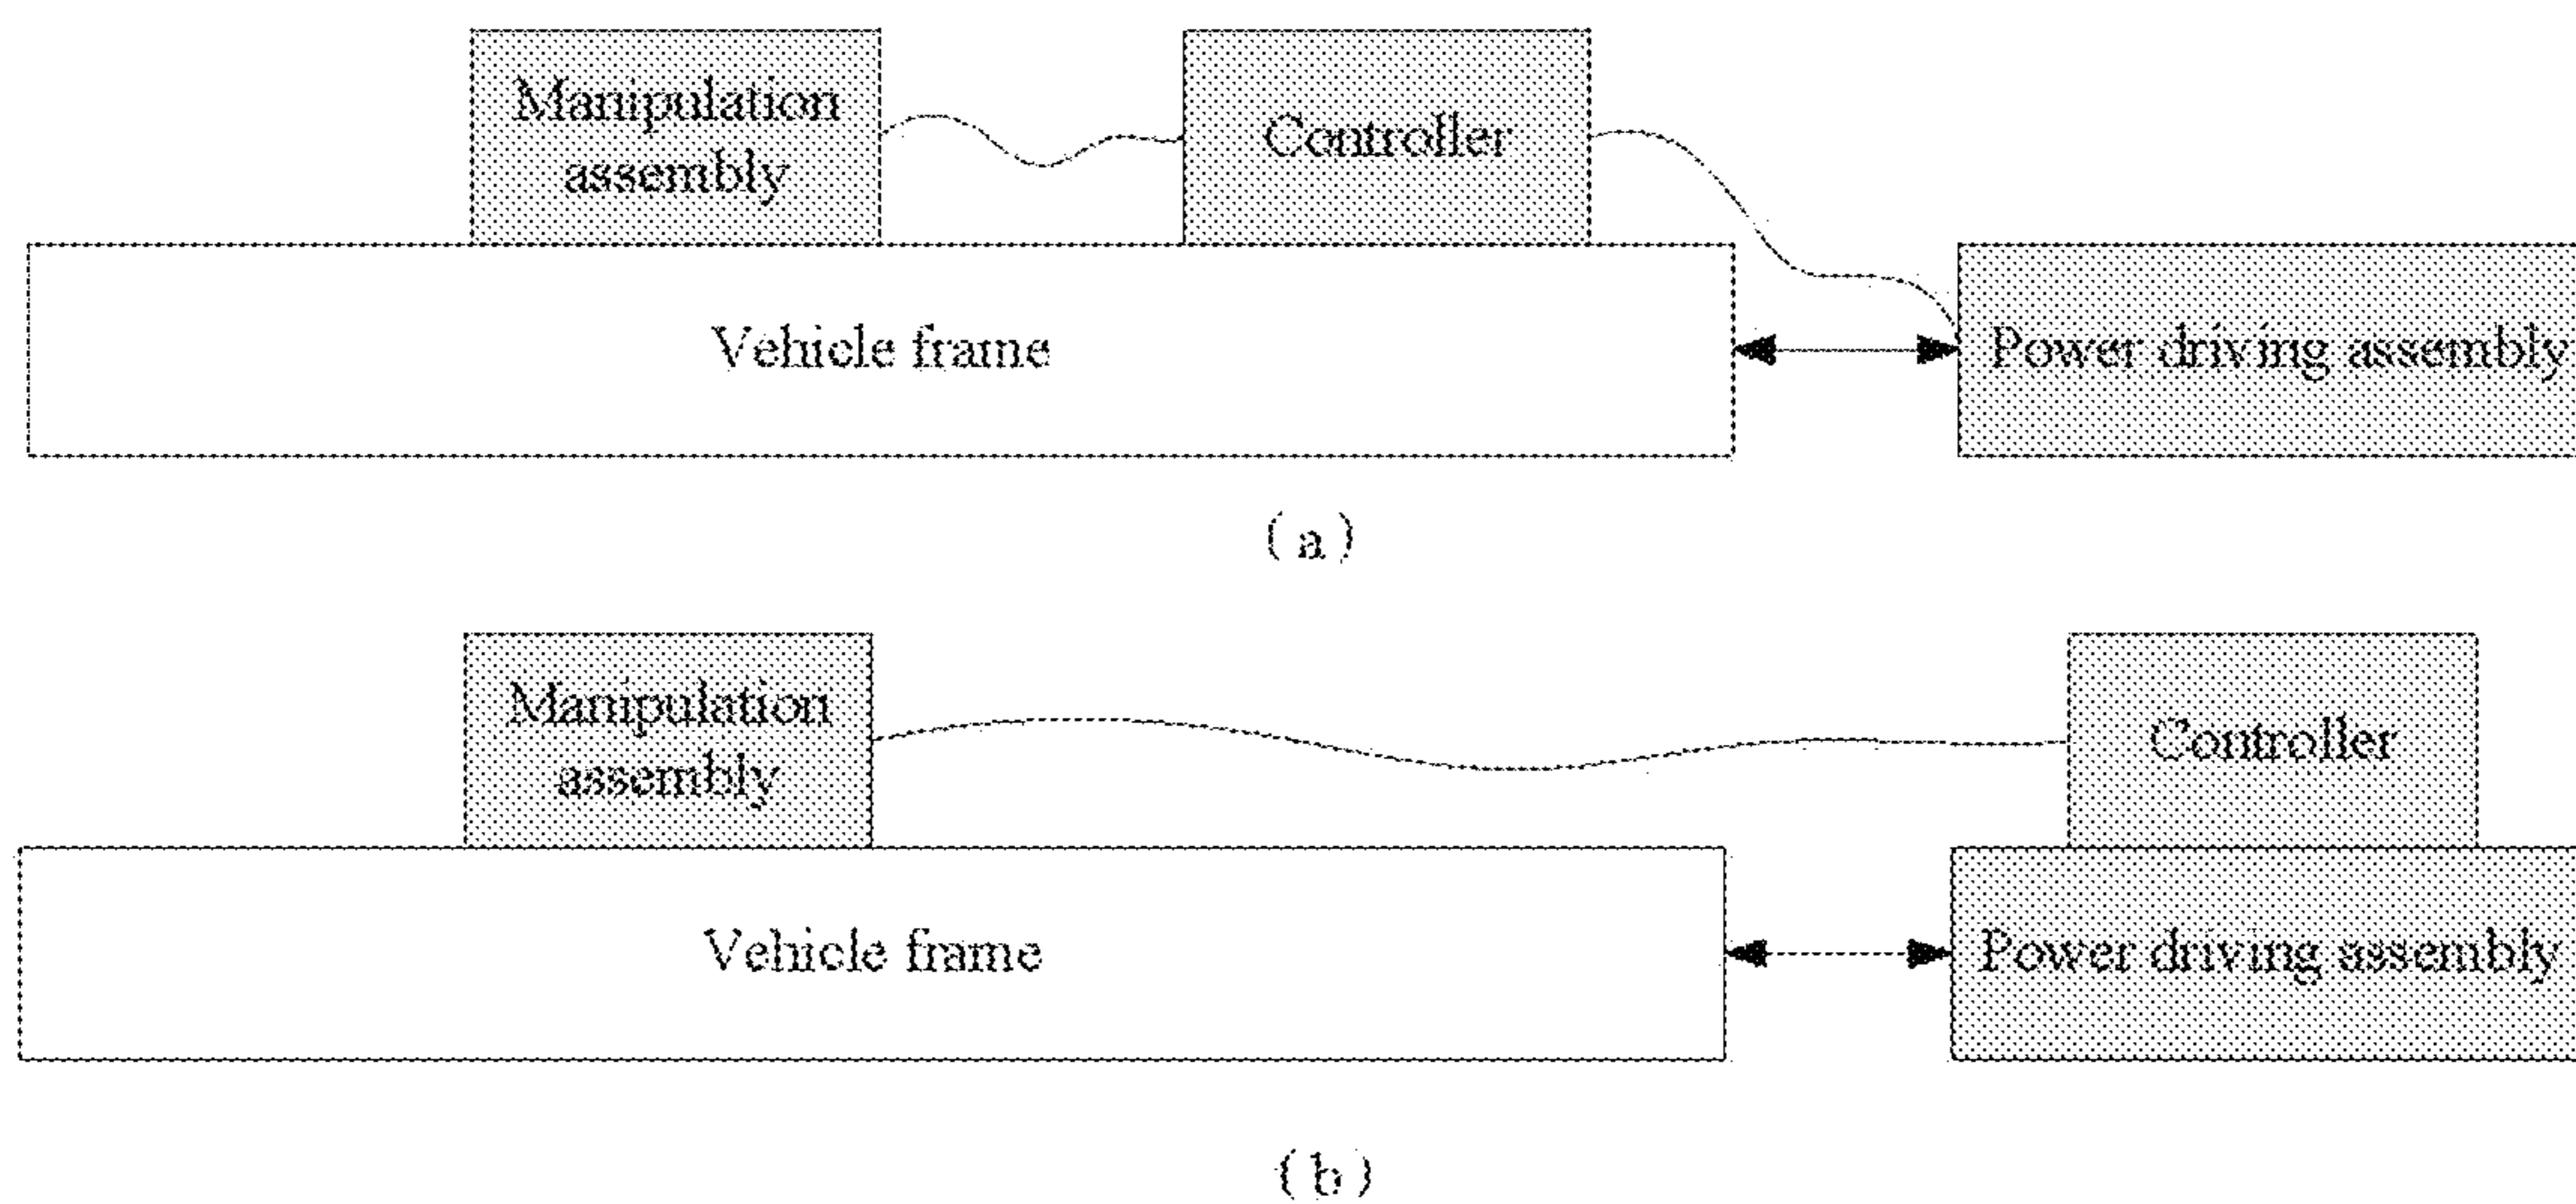 Manipulation
assembly
Controller
Vehicle frame
Power driving assembly
(a)
Manipulation
assembly
Controller
Vehicle frame
Power driving assembly
(b)